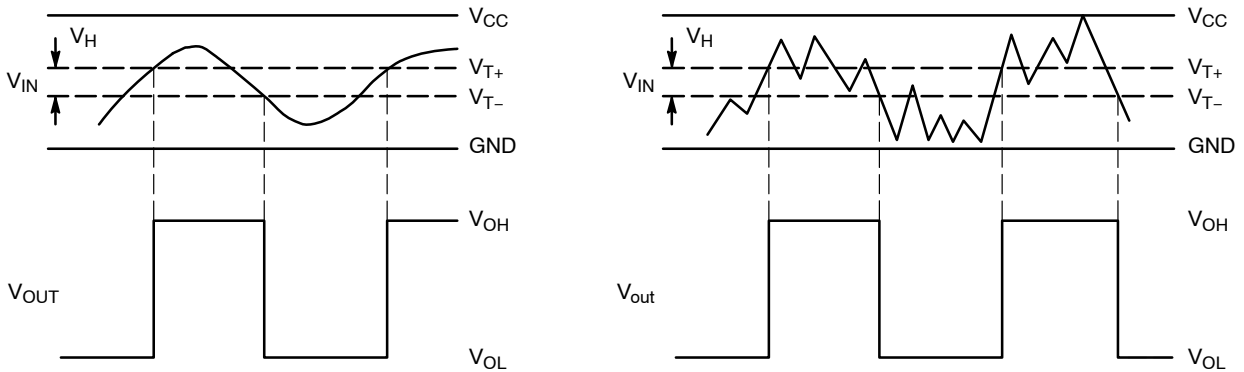 VCC
VH
VIN
VT+
VT−
GND
VOH
VOUT
VOL
VCC
VH
VIN
VT+
VT−
GND
VOH
Vout
VOL